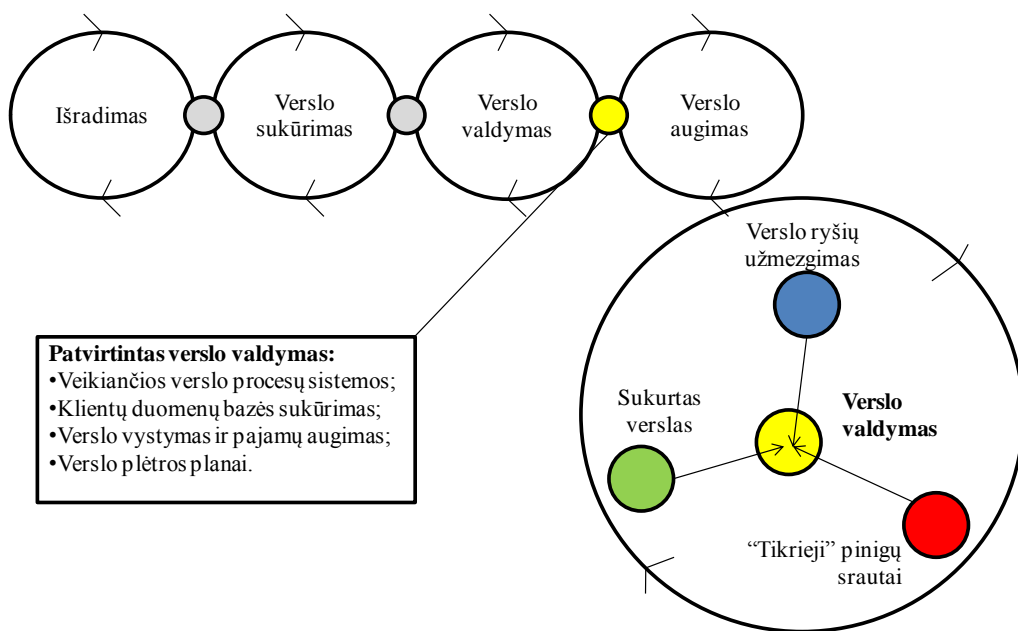 Išradimas
Verslo
sukūrimas
Verslo
valdymas
Verslo
augimas
Verslo ryšių
užmezgimas
Patvirtintas verslo valdymas:
•Veikiančios verslo procesų sistemos;
•Klientų duomenų bazės sukūrimas;
•Verslo vystymas ir pajamų augimas;
•Verslo plėtros planai.
Sukurtas
verslas
Verslo
valdymas
“Tikrieji” pinigų
srautai